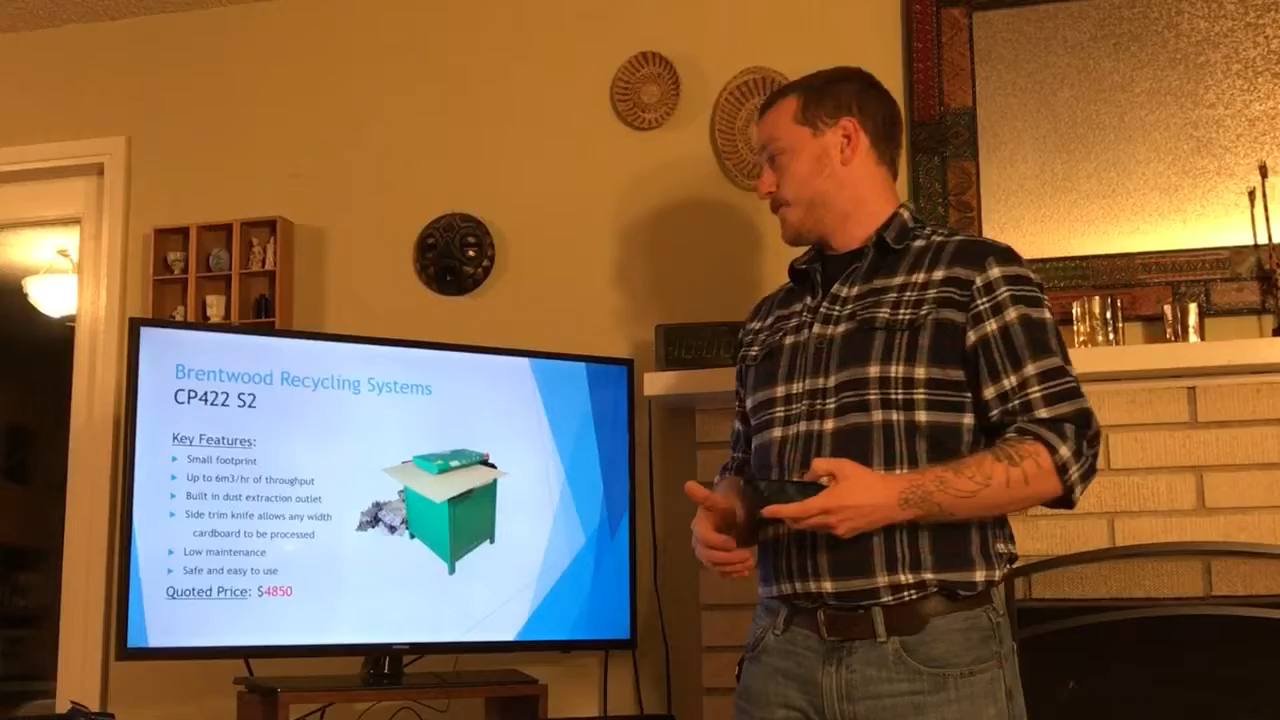 Brentwood Recycling Systems
CP422 S2
Key Features:
Small footprint
Up to 6m3/hr of throughput
Built in dust extraction outlet
Side trim knife allows any width
cardboard to be processed
Low maintenance
Safe and easy to use
Quoted Price: $4850
10:00